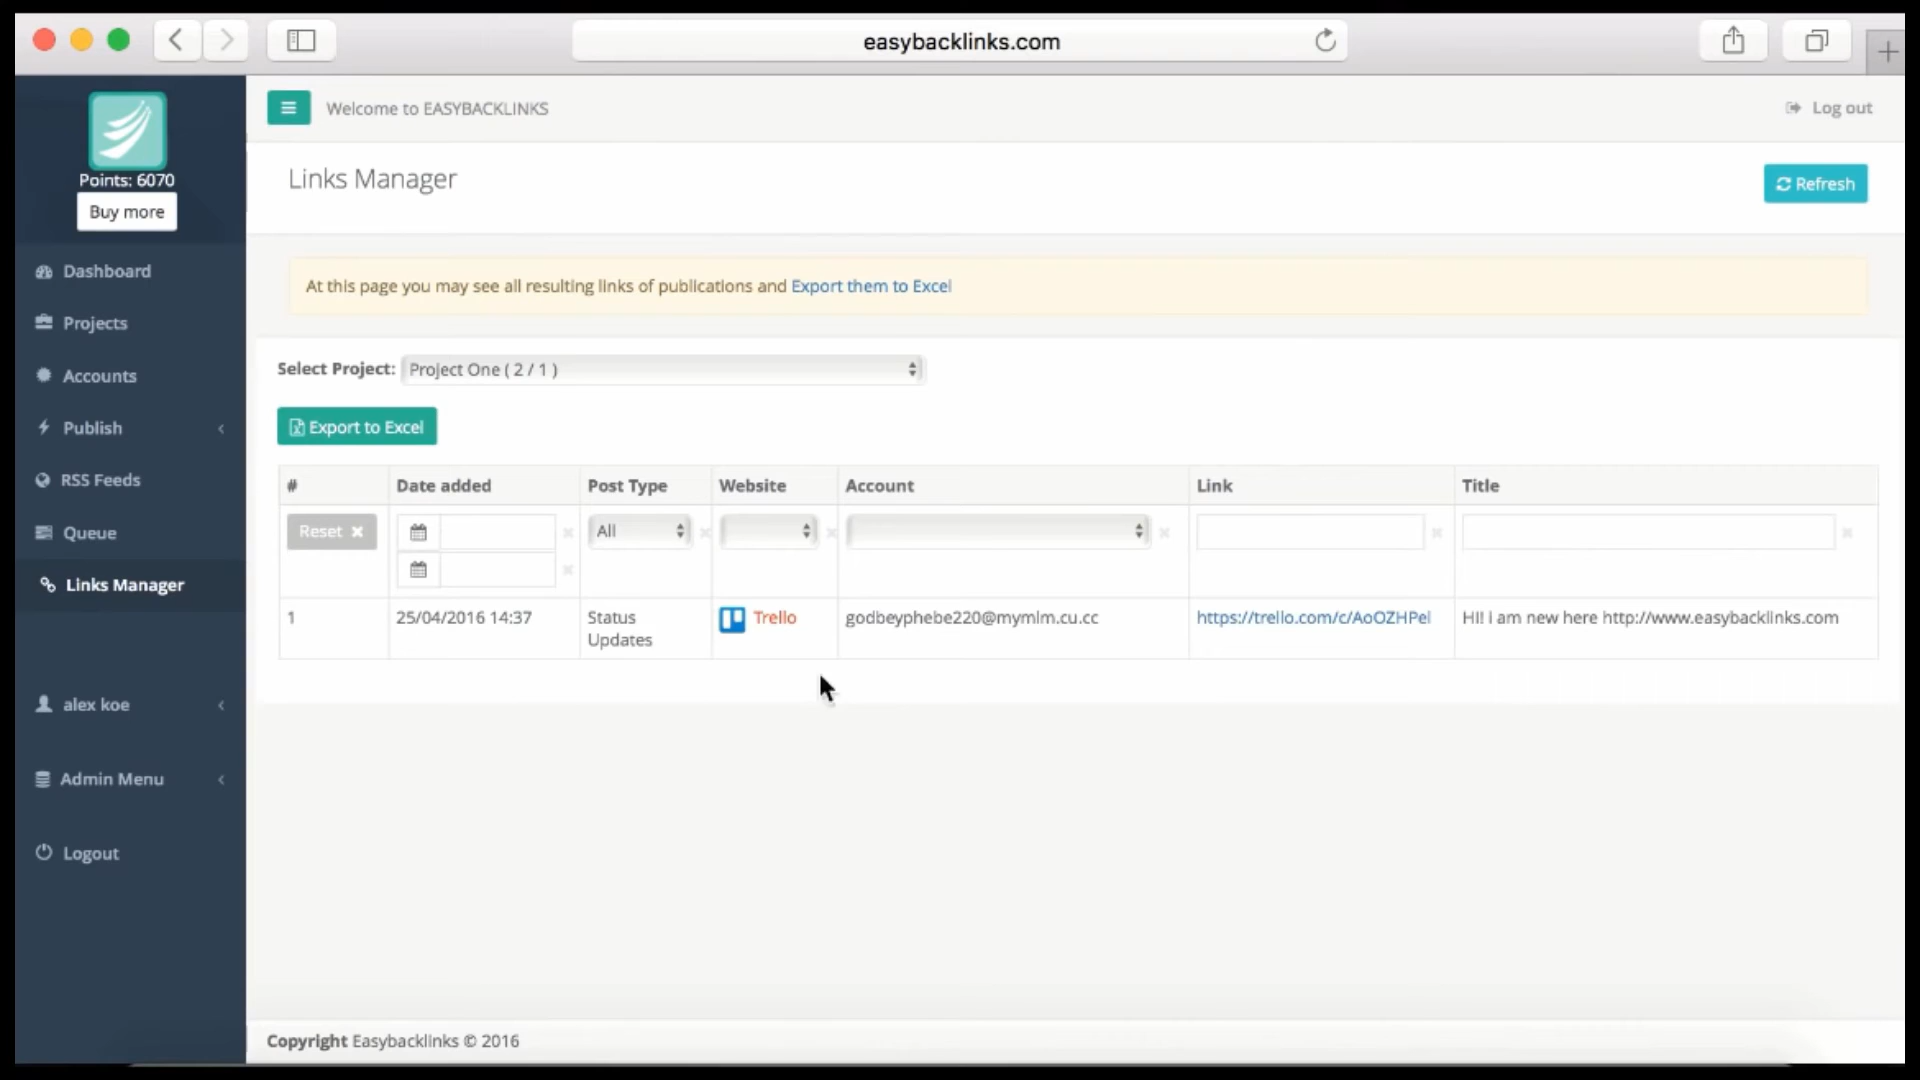 easybacklinks.com
Points: 6070
Buy more
Dashboard
Projects
Accounts
Publish
RSS Feeds
Queue
Links Manager
alex koe
Admin Menu
Logout
Welcome to EASYBACKLINKS
Log out
Links Manager
Refresh
At this page you may see all resulting links of publications and Export them to Excel
Select Project: Project One ( 2 / 1 )
Export to Excel
# Date added Post Type Website Account Link Title
Reset All
1 25/04/2016 14:37 Status Updates Trello godbeyphebe220@mymlm.cu.cc https://trello.com/c/AoOZHPel HI! I am new here http://www.easybacklinks.com
Copyright Easybacklinks © 2016